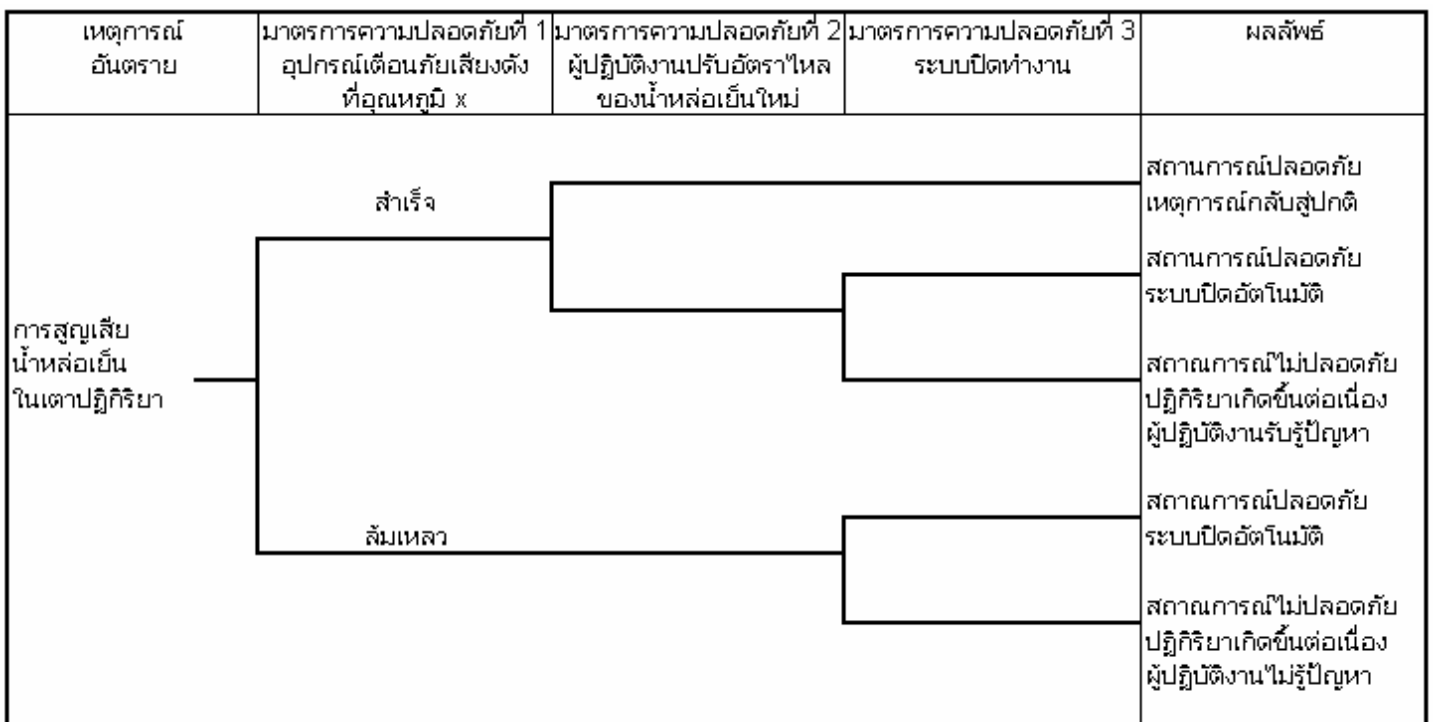 เหตุการณ์
อันตราย
มาตรการความปลอดภัยที่ 1
อุปกรณ์เตือนภัยเสียงดัง
ที่อุณหภูมิ x
มาตรการความปลอดภัยที่ 2
ผู้ปฏิบัติงานปรับอัตราไหล
ของน้ำหล่อเย็นใหม่
มาตรการความปลอดภัยที่ 3
ระบบปิดทำงาน
ผลลัพธ์
การสูญเสีย
น้ำหล่อเย็น
ในเตาปฏิกิริยา
สำเร็จ
ล้มเหลว
สถานการณ์ปลอดภัย
เหตุการณ์กลับสู่ปกติ
สถานการณ์ปลอดภัย
ระบบปิดอัตโนมัติ
สถาณการณ์ไม่ปลอดภัย
ปฏิกิริยาเกิดขึ้นต่อเนื่อง
ผู้ปฏิบัติงานรับรู้ปัญหา
สถาณการณ์ปลอดภัย
ระบบปิดอัตโนมัติ
สถาณการณ์ไม่ปลอดภัย
ปฏิกิริยาเกิดขึ้นต่อเนื่อง
ผู้ปฏิบัติงานไม่รู้ปัญหา